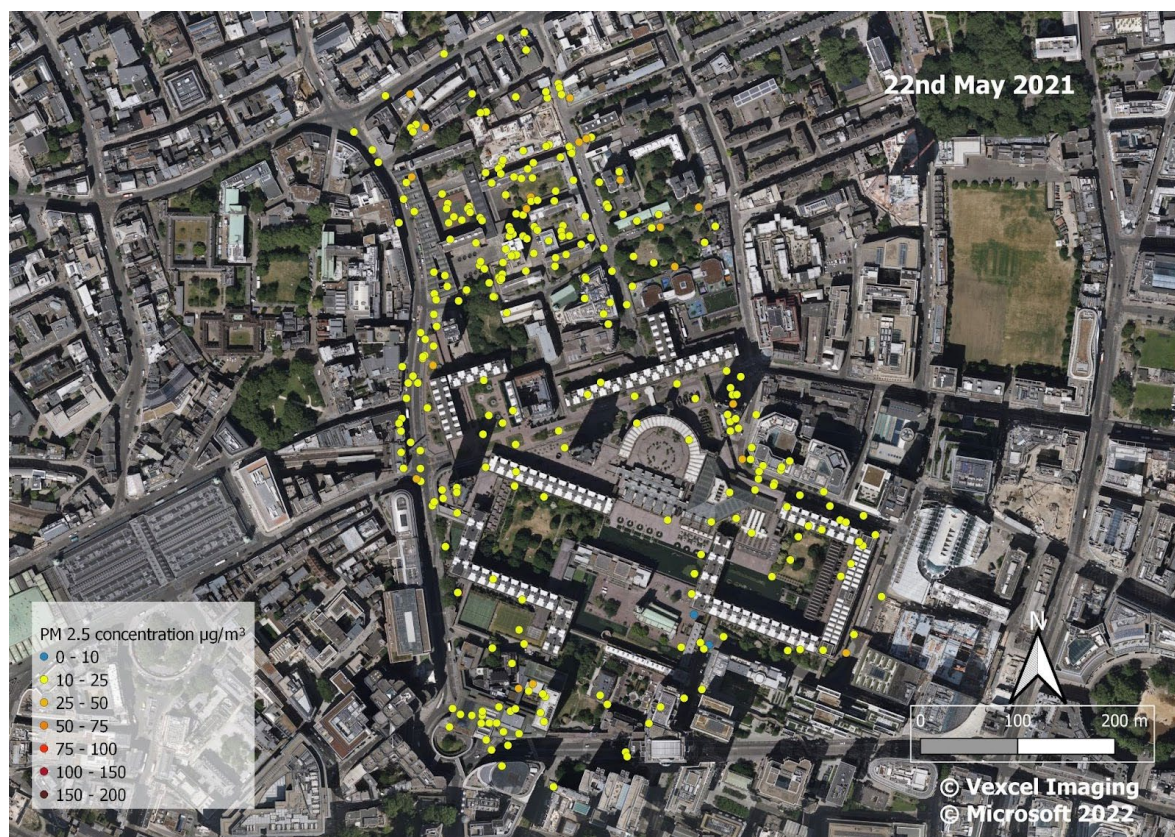 22nd May 2021
PM 2.5 concentration µg/m³
0 - 10
10 - 25
25 - 50
50 - 75
75 - 100
100 - 150
150 - 200
N
0 100 200 m
© Vexcel Imaging
© Microsoft 2022